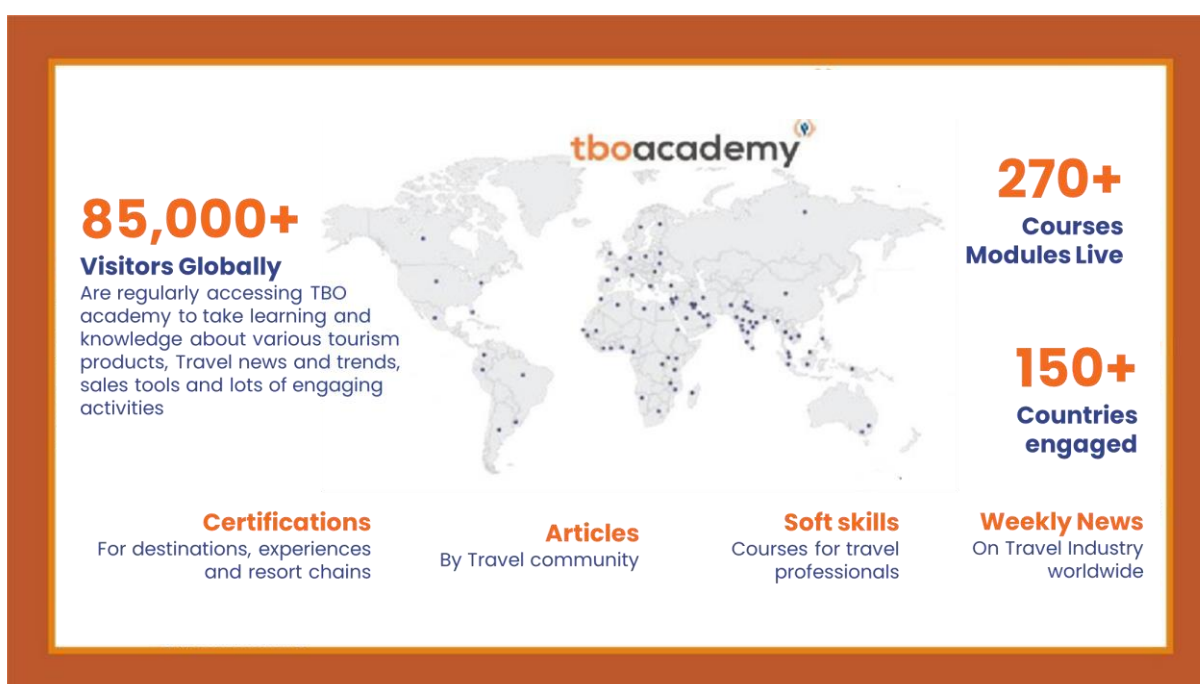 tboacademy
85,000+
Visitors Globally
Are regularly accessing TBO
academy to take learning and
knowledge about various tourism
products, Travel news and trends,
sales tools and lots of engaging
activities
270+
Courses
Modules Live
150+
Countries
engaged
Certifications
For destinations, experiences
and resort chains
Articles
By Travel community
Soft skills
Courses for travel
professionals
Weekly News
On Travel Industry
worldwide